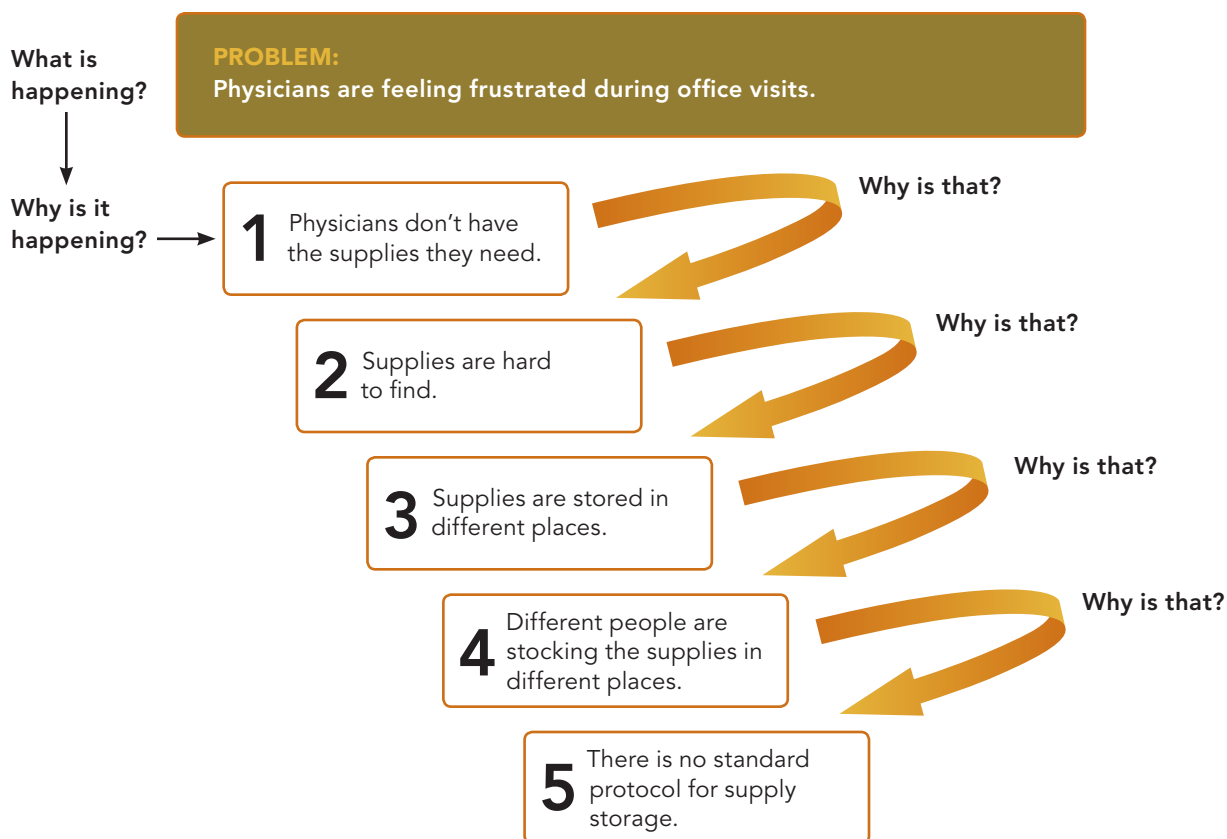 What is
happening?
PROBLEM:
Physicians are feeling frustrated during office visits.
Why is it
happening?
1 Physicians don’t have
the supplies they need.
Why is that?
2 Supplies are hard
to find.
Why is that?
3 Supplies are stored in
different places.
Why is that?
4 Different people are
stocking the supplies in
different places.
Why is that?
5 There is no standard
protocol for supply
storage.